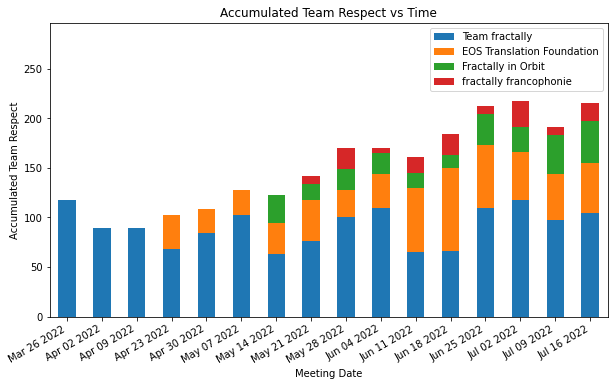 Accumulated Team Respect vs Time
Team fractally
EOS Translation Foundation
Fractally in Orbit
fractally francophonie
Accumulated Team Respect
250
200
150
100
50
0
Mar 26 2022
Apr 02 2022
Apr 09 2022
Apr 23 2022
Apr 30 2022
May 07 2022
May 14 2022
May 21 2022
May 28 2022
Jun 04 2022
Jun 11 2022
Jun 18 2022
Jun 25 2022
Jul 02 2022
Jul 09 2022
Jul 16 2022
Meeting Date